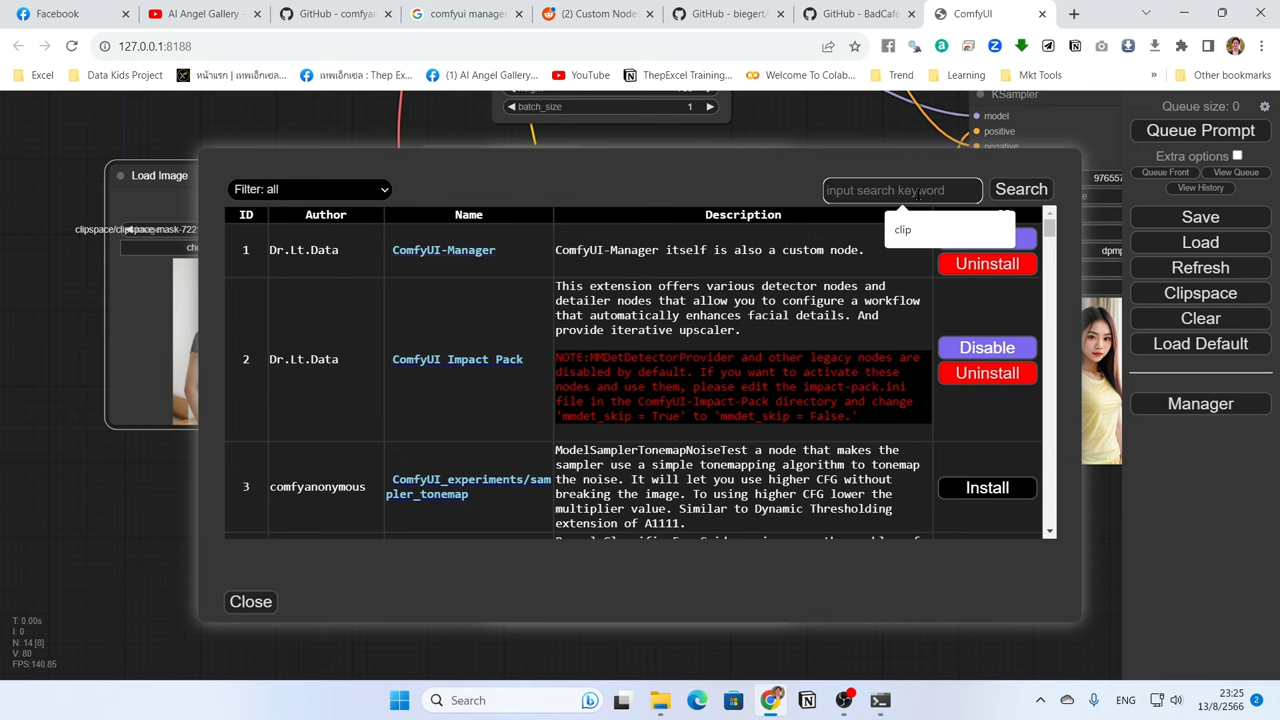 Facebook
AI Angel Gallery -
GitHub - comfyan
comfyui manager
(2) Custom Node
GitHub - biegert/
GitHub - BadCafe
ComfyUI
127.0.0.1:8188
Excel
Data Kids Project
หน้าแรก | เทพเอ็กเซล...
เทพเอ็กเซล : Thep Ex...
(1) AI Angel Gallery...
YouTube
ThepExcel Training...
Welcome To Colab...
Trend
Learning
Mkt Tools
»
Other bookmarks
batch_size
1
KSampler
model
positive
negative
Load Image
97655
dpmp
Queue size: 0
Queue Prompt
Extra options
Queue Front
View Queue
View History
Save
Load
Refresh
Clipspace
Clear
Load Default
Manager
Filter: all
input search keyword
Search
clip
ID
Author
Name
Description
1
Dr.Lt.Data
ComfyUI-Manager
ComfyUI-Manager itself is also a custom node.
Uninstall
2
Dr.Lt.Data
ComfyUI Impact Pack
This extension offers various detector nodes and
detailer nodes that allow you to configure a workflow
that automatically enhances facial details. And
provide iterative upscaler.
NOTE:MMDetDetectorProvider and other legacy nodes are
disabled by default. If you want to activate these
nodes and use them, please edit the impact-pack.ini
file in the ComfyUI-Impact-Pack directory and change
'mmdet_skip = True' to 'mmdet_skip = False.'
Disable
Uninstall
3
comfyanonymous
ComfyUI_experiments/sam
pler_tonemap
ModelSamplerTonemapNoiseTest a node that makes the
sampler use a simple tonemapping algorithm to tonemap
the noise. It will let you use higher CFG without
breaking the image. To using higher CFG lower the
multiplier value. Similar to Dynamic Thresholding
extension of A1111.
Install
Close
T: 0.00s
I: 0
N: 14 [8]
V: 80
FPS:140.85
Search
ENG
23:25
13/8/2566
2